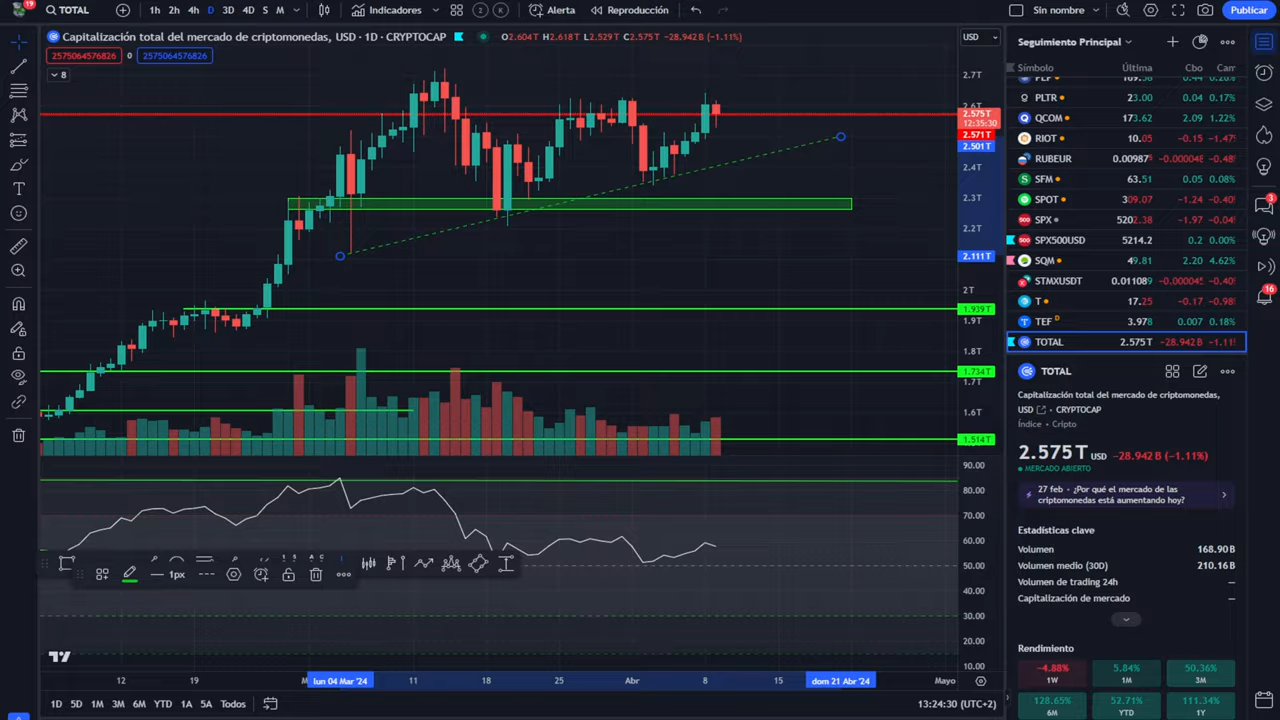 19
TOTAL
1h 2h 4h D 3D 4D S M
Indicadores
2
Alerta
Reproducción
Sin nombre
Publicar
Capitalización total del mercado de criptomonedas, USD · 1D · CRYPTOCAP
O2.604T H2.618T L2.529T C2.575T −28.942B (−1.11%)
USD
2575064576826 0 2575064576826
8
2.7T
2.6T
2.575T
12:35:30
2.571T
2.501T
2.4T
2.3T
2.2T
2.111T
2T
1.939T
1.9T
1.8T
1.734T
1.7T
1.6T
1.514T
90.00
80.00
70.00
60.00
50.00
40.00
30.00
20.00
10.00
1px
12 19 lun 04 Mar '24 11 18 25 Abr 8 15 dom 21 Abr '24 Mayo
1D 5D 1M 3M 6M YTD 1A 5A Todos
13:24:30 (UTC+2)
Seguimiento Principal
Símbolo Última Cbo
PLTR 23.00 0.04 0.17%
QCOM 173.62 2.09 1.22%
RIOT 10.05 −0.15
RUBEUR 0.00987
SFM 63.51 0.05 0.08%
SPOT 309.07 −1.24
SPX 5202.38 −1.97
SPX500USD 5214.2 0.2 0.00%
SQM 49.81 2.20 4.62%
STMXUSDT 0.01109
T 17.25 −0.17
TEF D 3.978 0.007 0.18%
TOTAL 2.575T −28.942B
3
16
TOTAL
Capitalización total del mercado de criptomonedas,
USD · CRYPTOCAP
Índice · Cripto
2.575T USD −28.942B (−1.11%)
MERCADO ABIERTO
27 feb · ¿Por qué el mercado de las
criptomonedas está aumentando hoy?
Estadísticas clave
Volumen 168.90B
Volumen medio (30D) 210.16B
Volumen de trading 24h —
Capitalización de mercado —
Rendimiento
−4.88% 5.84% 50.36%
1W 1M 3M
128.65% 52.71% 111.34%
6M YTD 1Y